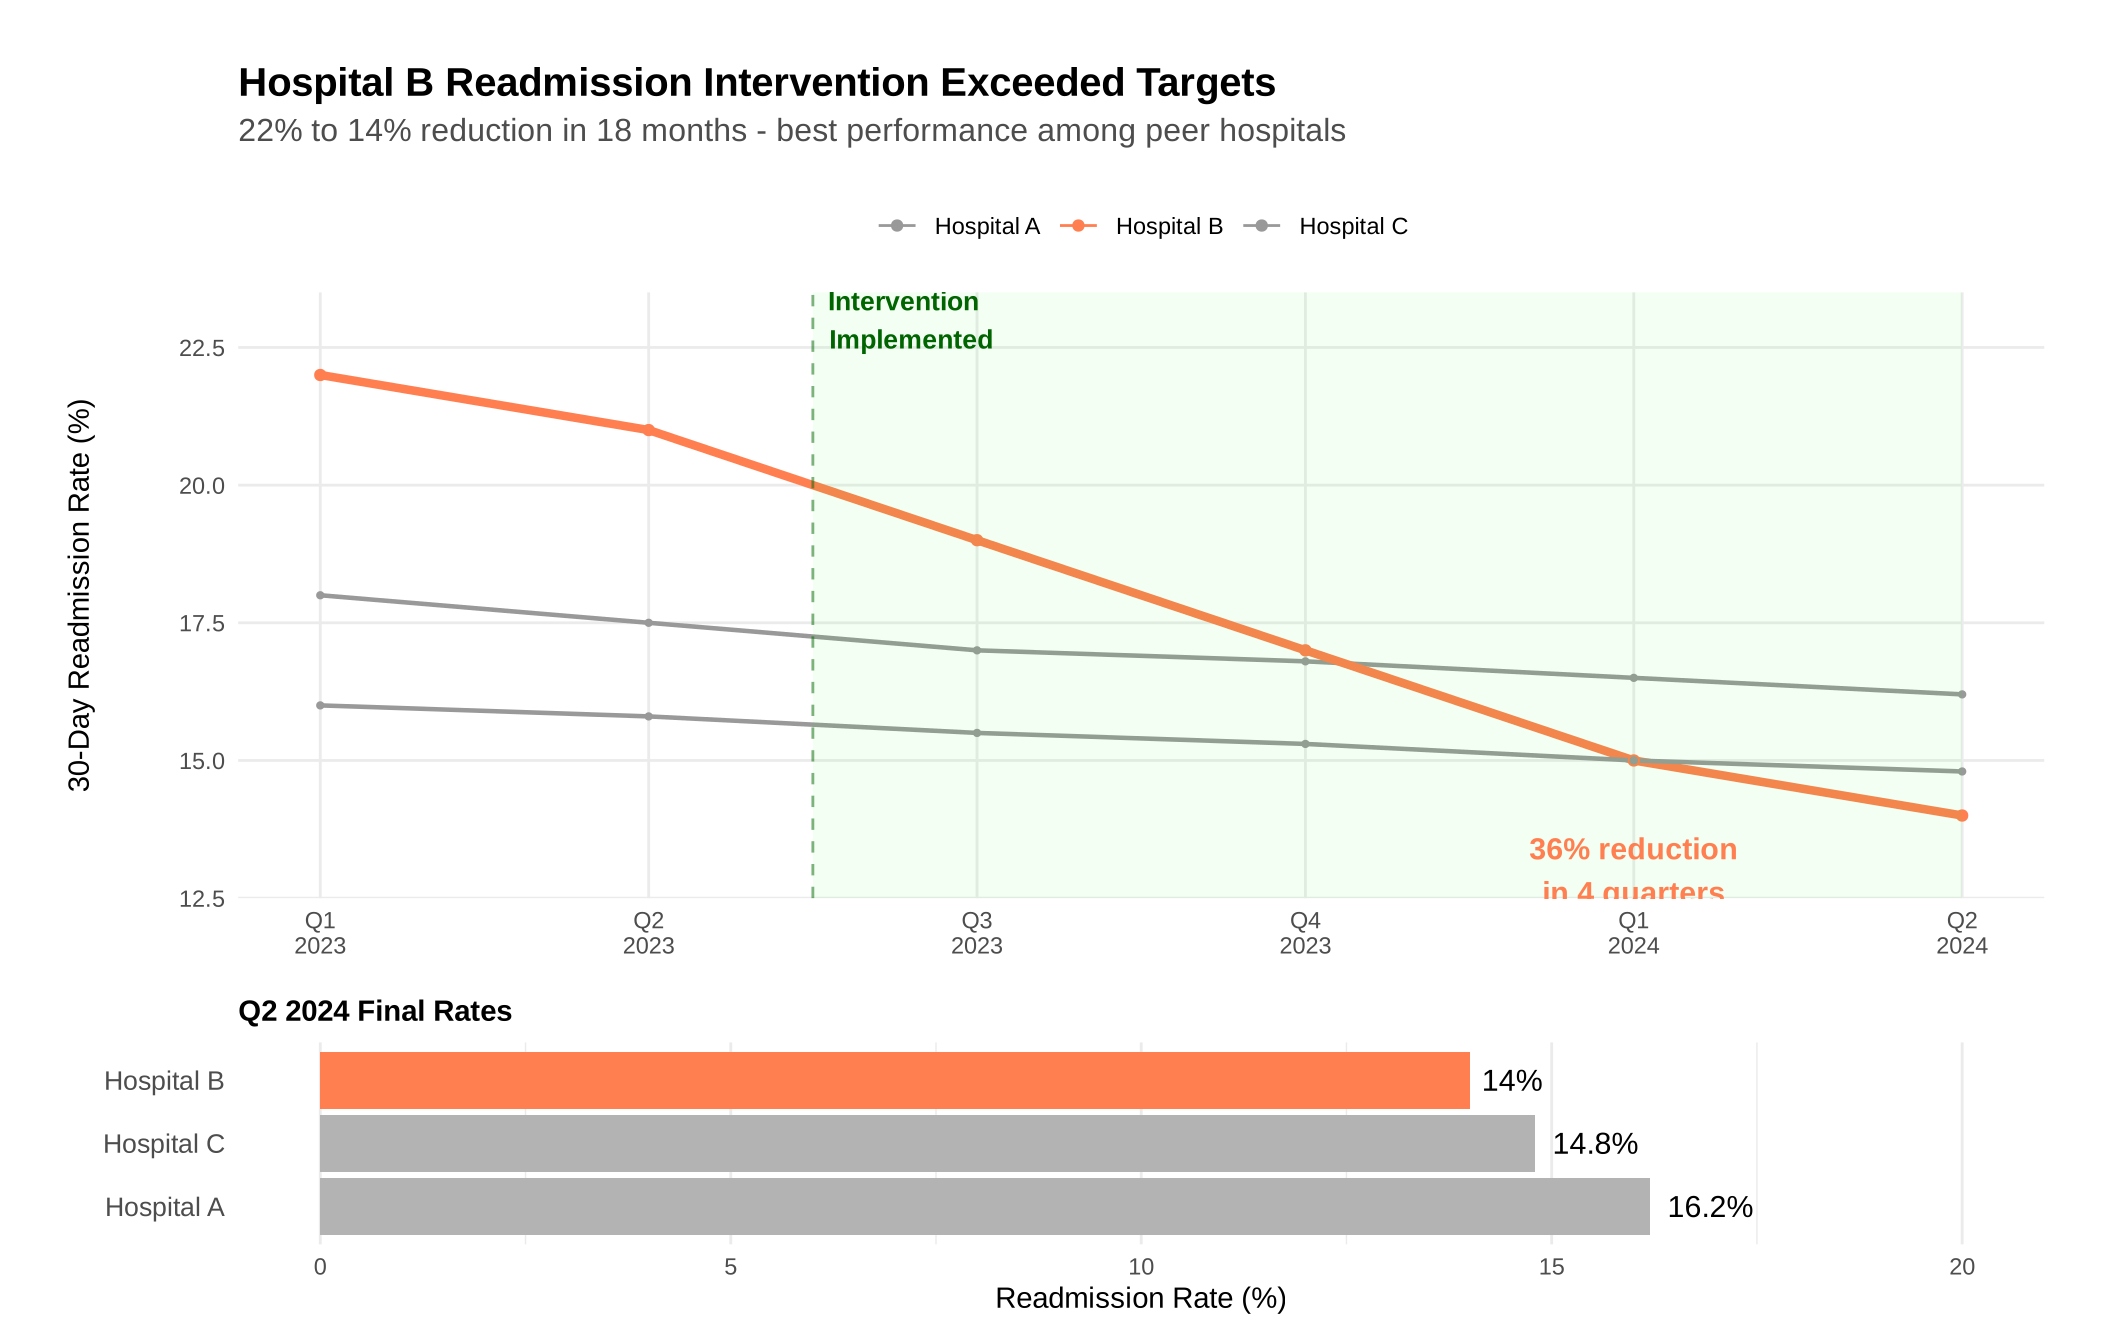 Hospital B Readmission Intervention Exceeded Targets
22% to 14% reduction in 18 months - best performance among peer hospitals
Hospital A
Hospital B
Hospital C
30-Day Readmission Rate (%)
22.5
20.0
17.5
15.0
12.5
Intervention
Implemented
36% reduction
in 4 quarters
Q1
2023
Q2
2023
Q3
2023
Q4
2023
Q1
2024
Q2
2024
Q2 2024 Final Rates
Hospital B
14%
Hospital C
14.8%
Hospital A
16.2%
0
5
10
15
20
Readmission Rate (%)